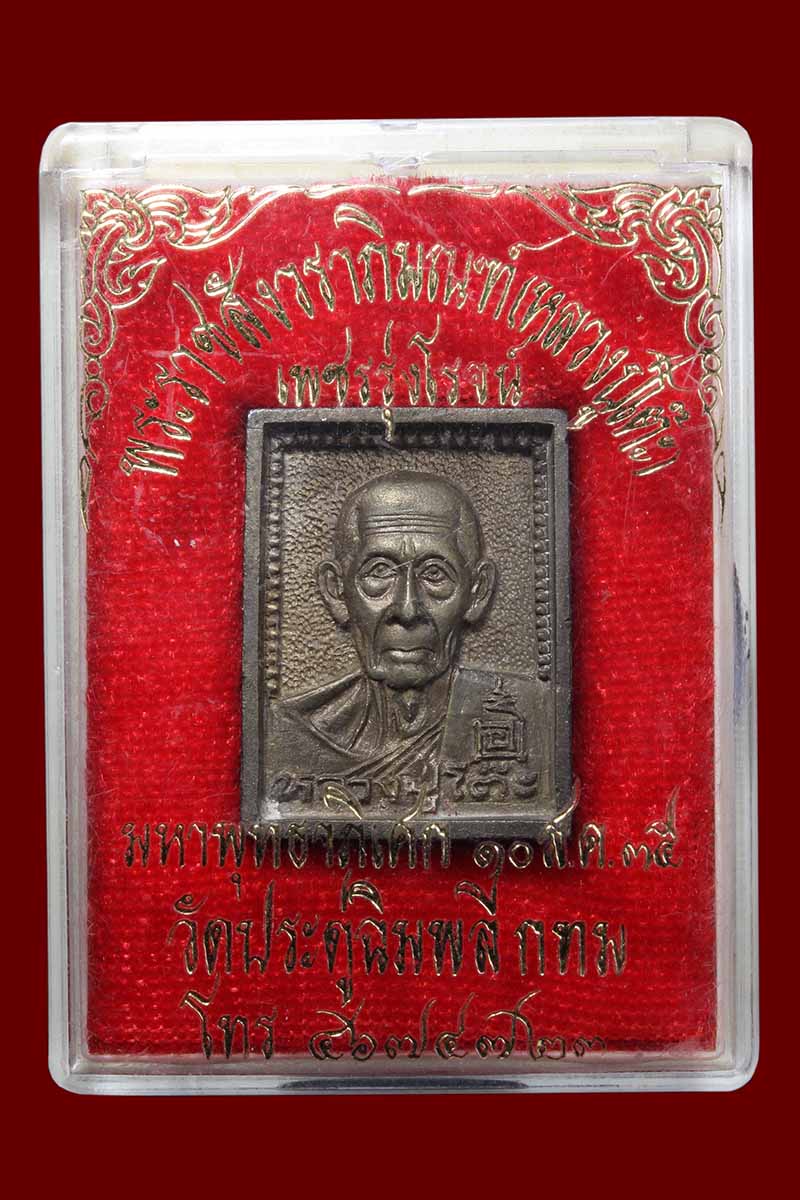 พระราชสังวราภิมณฑ์(หลวงปู่โต๊ะ)
เพชรรุ่งโรจน์
หลวงปู่โต๊ะ
มหาพุทธาภิเศก ๑๐ ส.ค. ๓๕
วัดประดู่ฉิมพลี กทม
โทร ๔๖๗๔๗๒๓